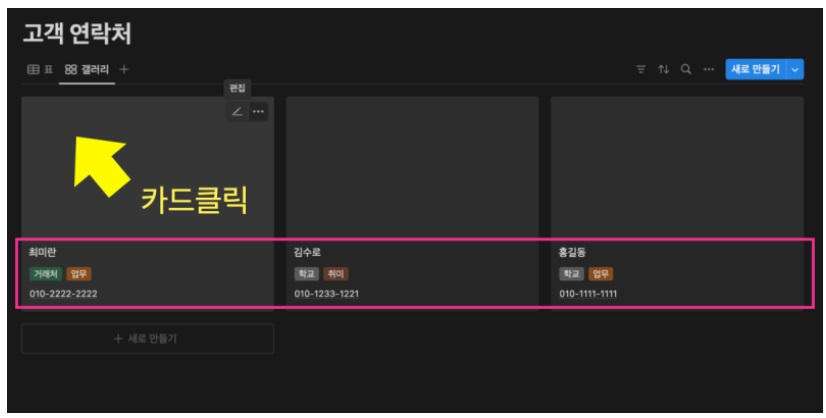 고객 연락처
표 갤러리 +
새로 만들기
편집
카드클릭
최미란
거래처 업무
010-2222-2222
김수로
학교 취미
010-1233-1221
홍길동
학교 업무
010-1111-1111
+ 새로 만들기